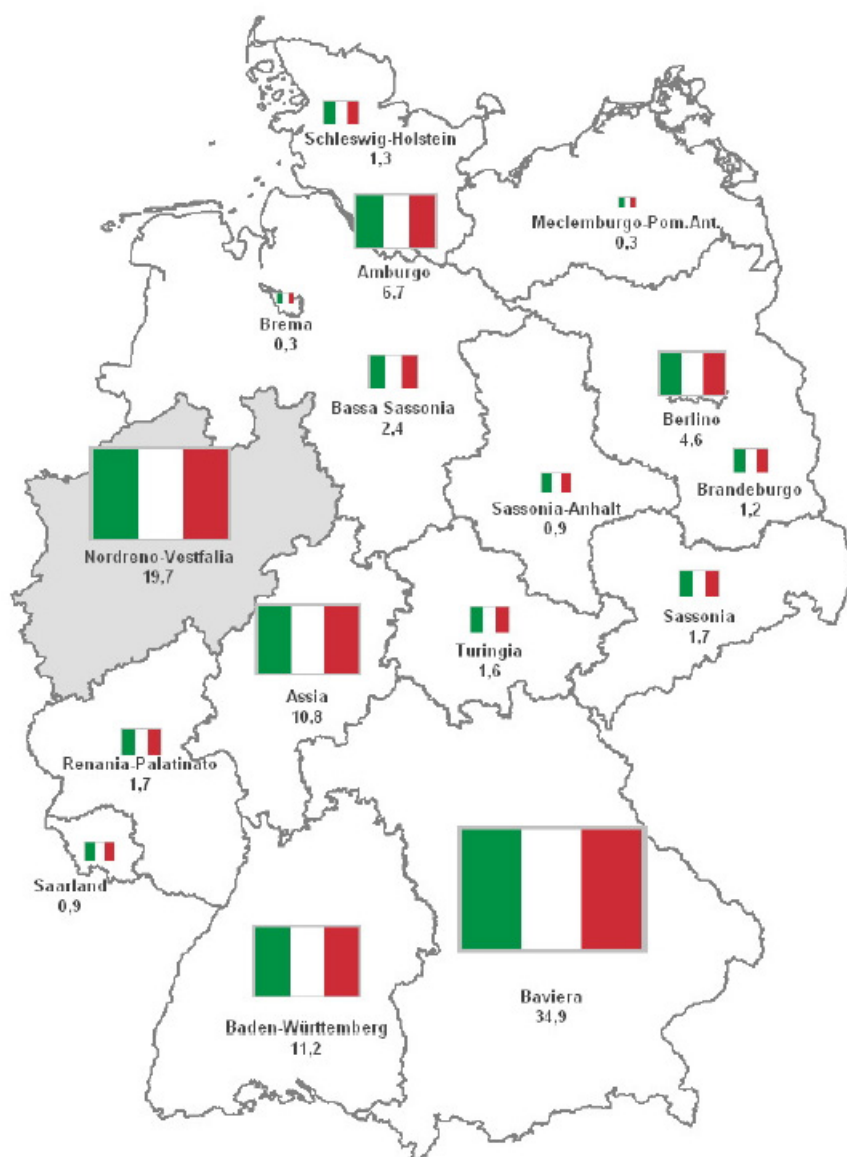 Schleswig-Holstein
1,3
Meclemburgo-Pom.Ant.
0,3
Amburgo
6,7
Brema
0,3
Bassa Sassonia
2,4
Berlino
4,6
Brandeburgo
1,2
Sassonia-Anhalt
0,9
Nordreno-Vestfalia
19,7
Sassonia
1,7
Turingia
1,6
Assia
10,8
Renania-Palatinato
1,7
Saarland
0,9
Baviera
34,9
Baden-Württemberg
11,2